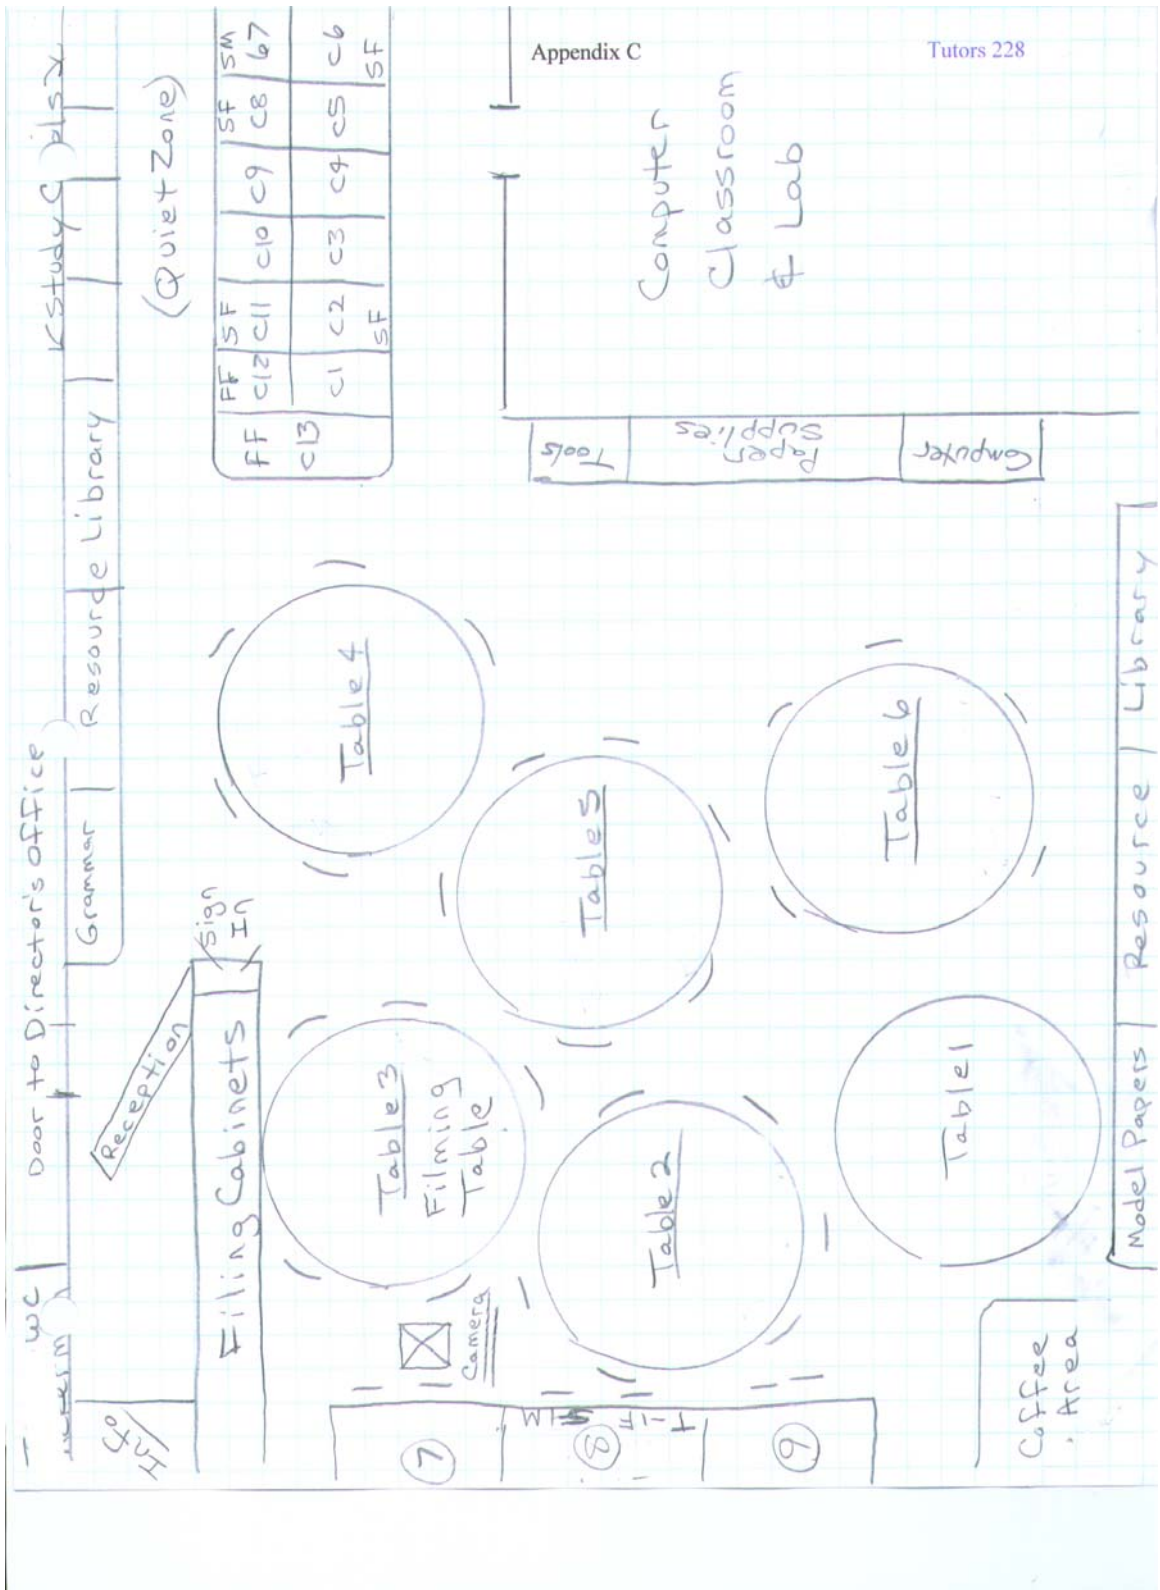 Appendix C
Tutors 228
(Quiet Zone)
SM
67
SF
C8
C9
C10
SF
C11
FF
C12
FF
C13
C6
SF
C5
C4
C3
C2
SF
C1
Computer
Classroom
& Lab
Tools
Paper
Supplies
Computer
Resource Library
Grammar
Door to Director's Office
Sign
In
Reception
Filing Cabinets
WC
Table 4
Table 5
Table 6
Table 3
Filming
Table
Table 2
Table 1
Camera
7
8
9
Coffee
Area
Model Papers | Resource | Library